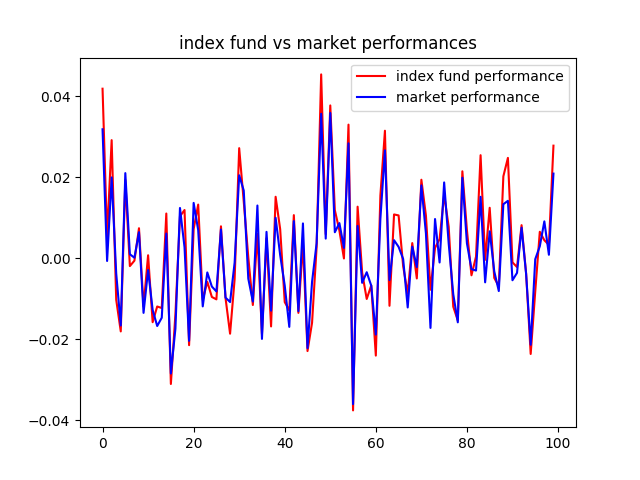 index fund vs market performances
index fund performance
market performance
0.04
0.02
0.00
−0.02
−0.04
0 20 40 60 80 100